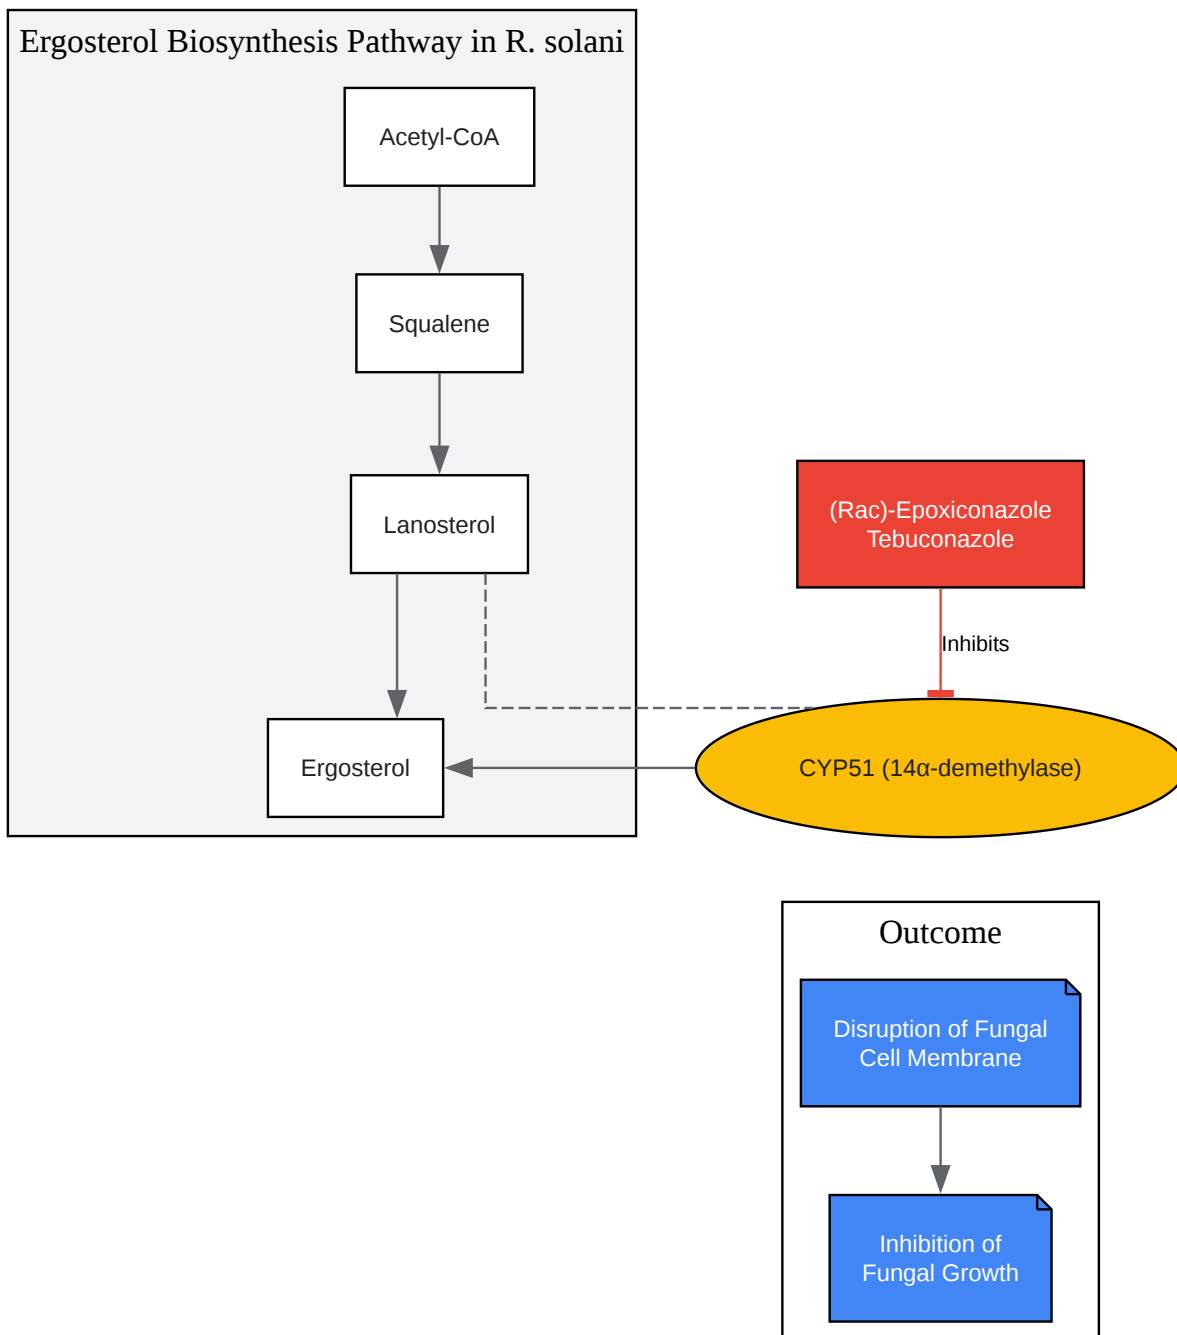 Ergosterol Biosynthesis Pathway in R. solani
Acetyl-CoA
Squalene
Lanosterol
(Rac)-Epoxiconazole
Tebuconazole
Inhibits
Ergosterol
CYP51 (14α-demethylase)
Outcome
Disruption of Fungal
Cell Membrane
Inhibition of
Fungal Growth